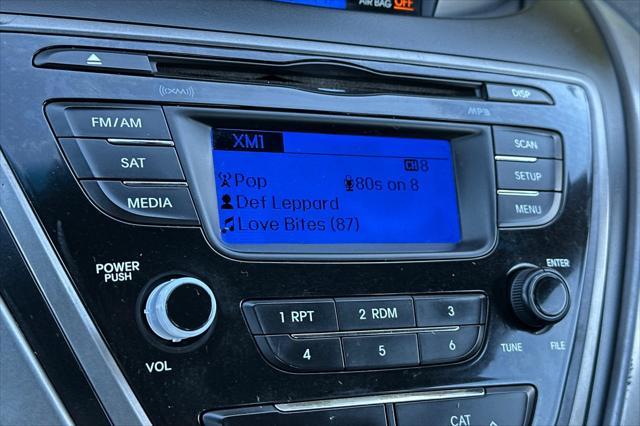 AIR BAG OFF
((XM))
DISP
MP3
FM/AM
SAT
MEDIA
XM1
CH 8
Pop 80s on 8
Def Leppard
Love Bites (87)
SCAN
SETUP
MENU
POWER
PUSH
VOL
1 RPT 2 RDM 3
4 5 6
ENTER
TUNE FILE
CAT